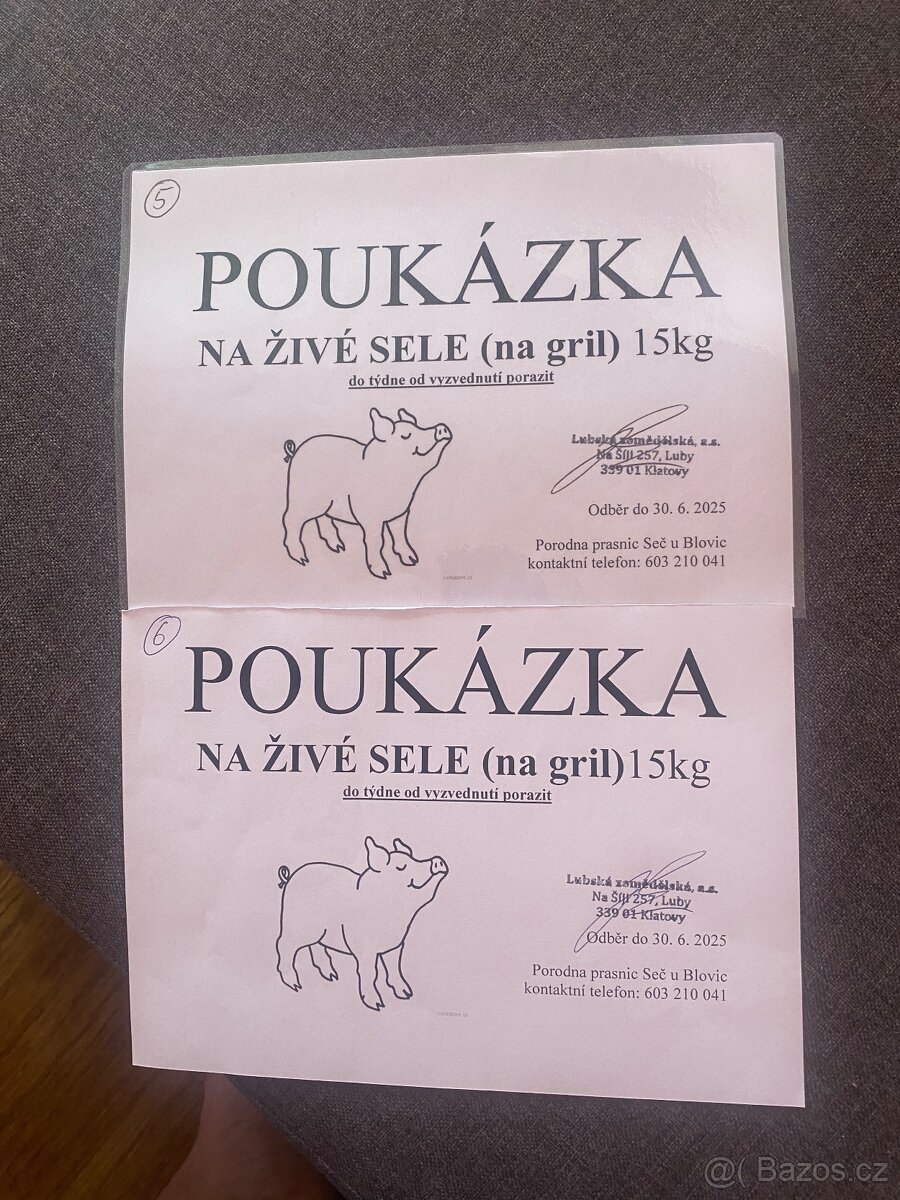 5
POUKÁZKA
NA ŽIVÉ SELE (na gril) 15kg
do týdne od vyzvednutí porazit
Lubská zemědělská, a.s.
Na Šíji 257, Luby
339 01 Klatovy
Odběr do 30. 6. 2025
Porodna prasnic Seč u Blovic
kontaktní telefon: 603 210 041
6
POUKÁZKA
NA ŽIVÉ SELE (na gril)15kg
do týdne od vyzvednutí porazit
Lubská zemědělská, a.s.
Na Šíji 257, Luby
339 01 Klatovy
Odběr do 30. 6. 2025
Porodna prasnic Seč u Blovic
kontaktní telefon: 603 210 041
@( Bazos.cz